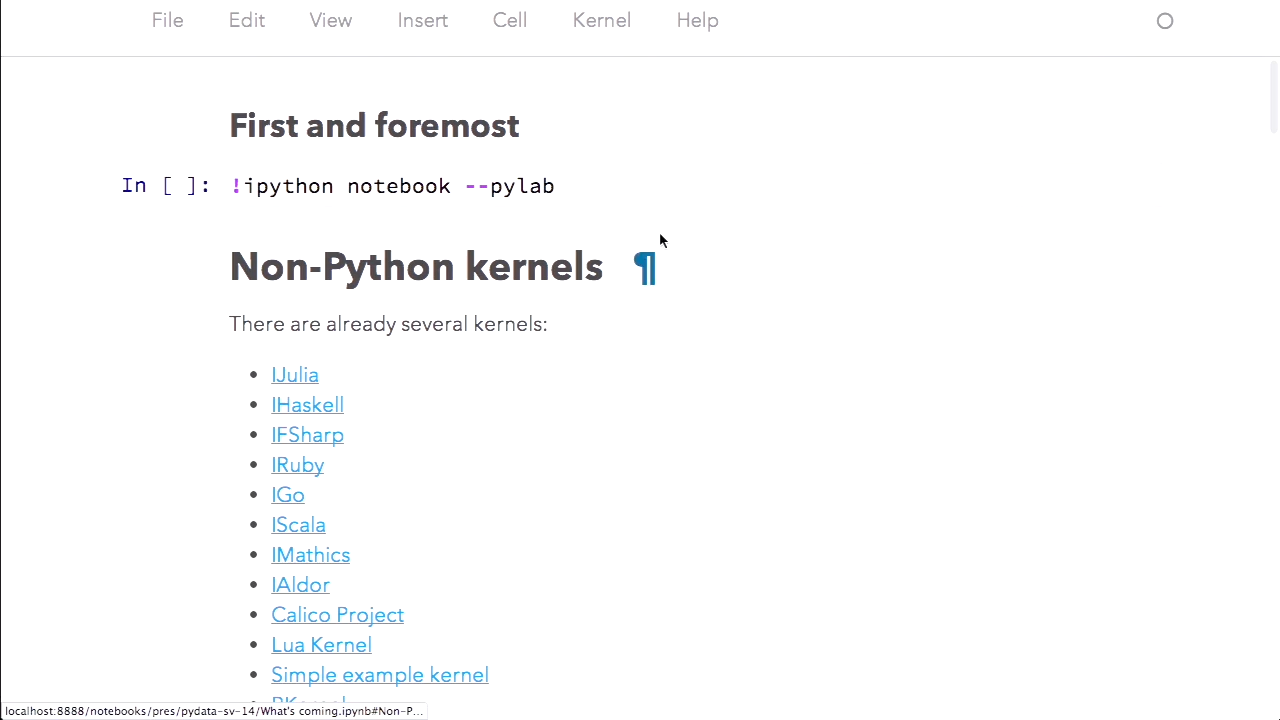 File Edit View Insert Cell Kernel Help
First and foremost
In [ ]: !ipython notebook --pylab
Non-Python kernels ¶
There are already several kernels:
• IJulia
• IHaskell
• IFSharp
• IRuby
• IGo
• IScala
• IMathics
• IAldor
• Calico Project
• Lua Kernel
• Simple example kernel
localhost:8888/notebooks/pres/pydata-sv-14/What's coming.ipynb#Non-P...